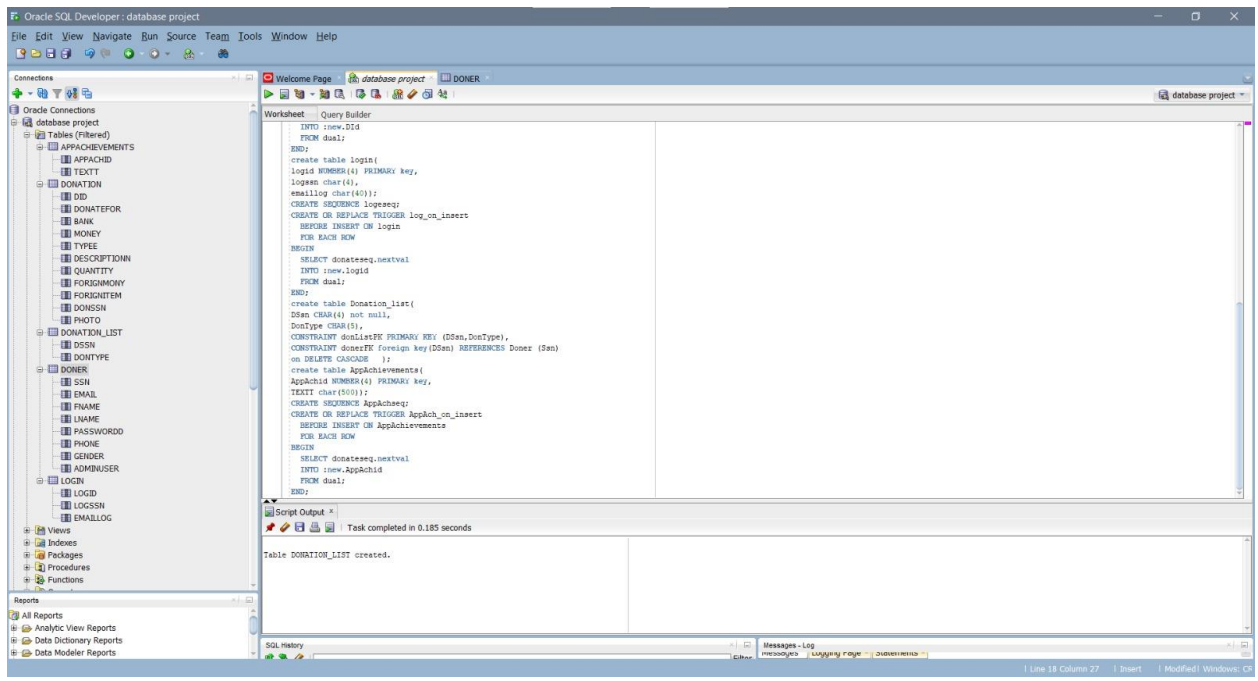 Oracle SQL Developer : database project
File Edit View Navigate Run Source Team Tools Window Help
Connections
Welcome Page database project DONER
database project
Oracle Connections
database project
Tables (Filtered)
APPACHIEVEMENTS
APPACHID
TEXTT
DONATION
DID
DONATEFOR
BANK
MONEY
TYPEE
DESCRIPTIONN
QUANTITY
FORIGNMONY
FORIGNITEM
DONSSN
PHOTO
DONATION_LIST
DSSN
DONTYPE
DONER
SSN
EMAIL
FNAME
LNAME
PASSWORDD
PHONE
GENDER
ADMINUSER
LOGIN
LOGID
LOGSSN
EMAILLOG
Views
Indexes
Packages
Procedures
Functions
Reports
All Reports
Analytic View Reports
Data Dictionary Reports
Data Modeler Reports
Worksheet Query Builder
INTO :new.DId
FROM dual;
END;
create table login(
logid NUMBER(4) PRIMARY key,
logssn char(4),
emaillog char(40));
CREATE SEQUENCE logeseq;
CREATE OR REPLACE TRIGGER log_on_insert
BEFORE INSERT ON login
FOR EACH ROW
BEGIN
SELECT donateseq.nextval
INTO :new.logid
FROM dual;
END;
create table Donation_list(
DSsn CHAR(4) not null,
DonType CHAR(5),
CONSTRAINT donListPK PRIMARY KEY (DSsn,DonType),
CONSTRAINT donerFK foreign key(DSsn) REFERENCES Doner (Ssn)
on DELETE CASCADE );
create table AppAchievements(
AppAchid NUMBER(4) PRIMARY key,
TEXTT char(500));
CREATE SEQUENCE AppAchseq;
CREATE OR REPLACE TRIGGER AppAch_on_insert
BEFORE INSERT ON AppAchievements
FOR EACH ROW
BEGIN
SELECT donateseq.nextval
INTO :new.AppAchid
FROM dual;
END;
Script Output ×
Task completed in 0.185 seconds
Table DONATION_LIST created.
SQL History
Filter
Messages - Log
Messages Logging Page Statements
Line 18 Column 27 Insert Modified Windows: CR